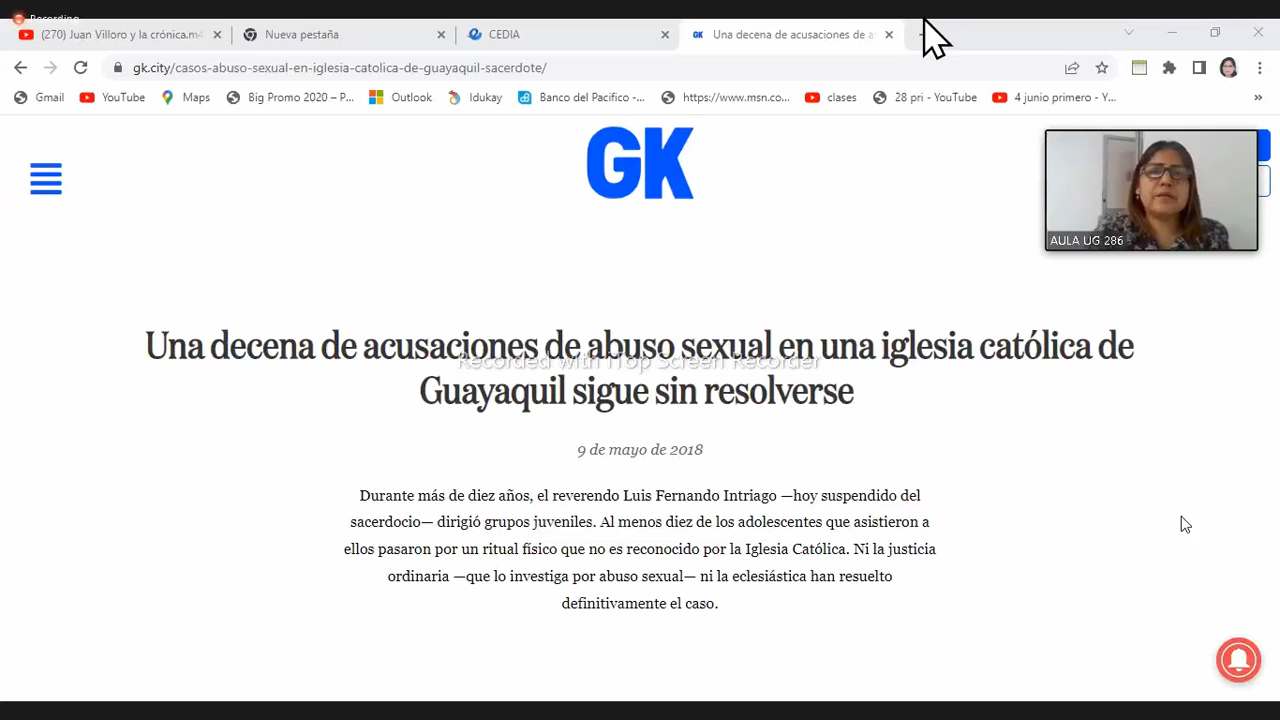 Recording
(270) Juan Villoro y la crónica.m4
Nueva pestaña
CEDIA
GK Una decena de acusaciones de a
gk.city/casos-abuso-sexual-en-iglesia-catolica-de-guayaquil-sacerdote/
Gmail YouTube Maps Big Promo 2020 – P... Outlook Idukay Banco del Pacifico -... https://www.msn.co... clases 28 pri - YouTube 4 junio primero - Y... »
GK
AULA UG 286
Una decena de acusaciones de abuso sexual en una iglesia católica de
Recorded with iTop Screen Recorder
Guayaquil sigue sin resolverse
9 de mayo de 2018
Durante más de diez años, el reverendo Luis Fernando Intriago —hoy suspendido del
sacerdocio— dirigió grupos juveniles. Al menos diez de los adolescentes que asistieron a
ellos pasaron por un ritual físico que no es reconocido por la Iglesia Católica. Ni la justicia
ordinaria —que lo investiga por abuso sexual— ni la eclesiástica han resuelto
definitivamente el caso.